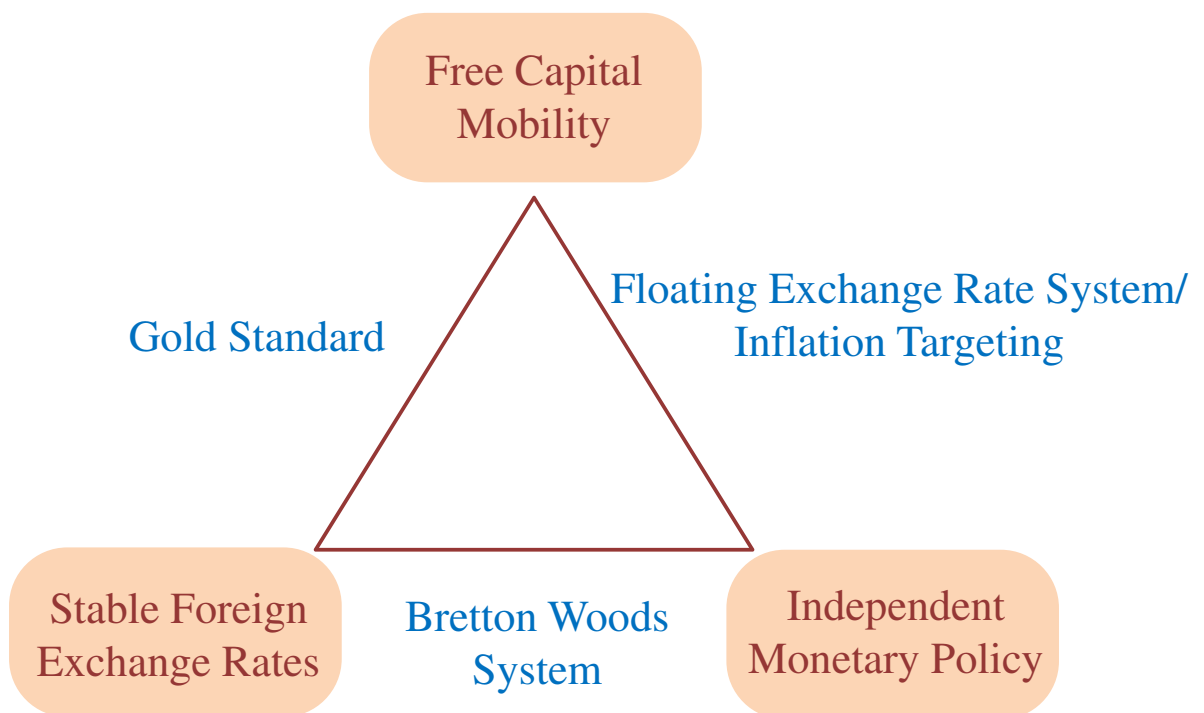 Free Capital
Mobility
Gold Standard
Floating Exchange Rate System/
Inflation Targeting
Stable Foreign
Exchange Rates
Bretton Woods
System
Independent
Monetary Policy